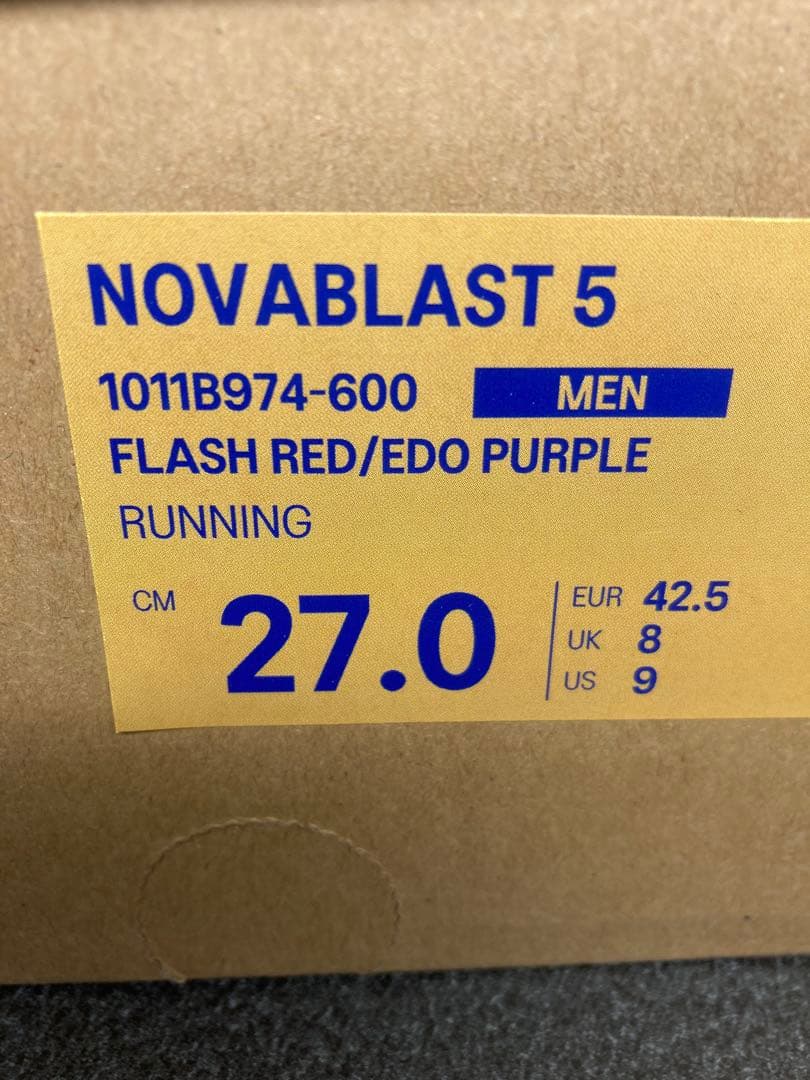 NOVABLAST 5
1011B974-600 MEN
FLASH RED/EDO PURPLE
RUNNING
CM 27.0
EUR 42.5
UK 8
US 9